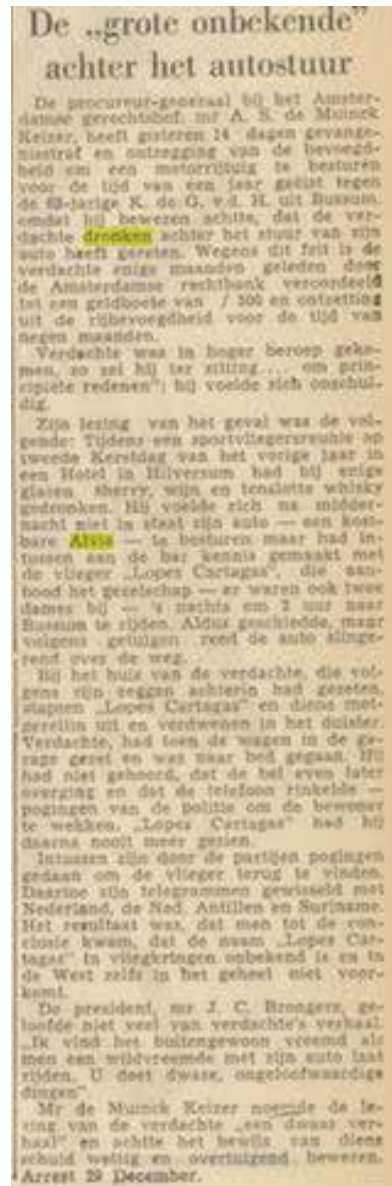 De „grote onbekende”
achter het autostuur
De procureur-generaal bij het Amster-
damse gerechtshof, mr A. S. de Muinck
Keizer, heeft gisteren 14 dagen gevange-
nisstraf en ontzegging van de bevoegd-
heid om een motorrijtuig te besturen
voor de tijd van een jaar geëist tegen
de 63-jarige K. de G. v.d. H. uit Bussum,
omdat hij bewezen achtte, dat de ver-
dachte dronken achter het stuur van zijn
auto heeft gereten. Wegens dit feit is de
verdachte enige maanden geleden door
de Amsterdamse rechtbank veroordeeld
tot een geldboete van f 300 en ontzetting
uit de rijbevoegdheid voor de tijd van
negen maanden.
Verdachte was in hoger beroep geko-
men, zo zei hij ter zitting.... om prin-
cipiële redenen”; hij voelde zich onschul-
dig.
Zijn lezing van het geval was de vol-
gende: Tijdens een sportvliegersreunie op
tweede Kerstdag van het vorige jaar in
een Hotel in Hilversum had hij enige
glazen sherry, wijn en tenslotte whisky
gedronken. Hij voelde zich na midder-
nacht niet in staat zijn auto — een kost-
bare Alvis — te besturen maar had in-
tussen aan de bar kennis gemaakt met
de vlieger „Lopes Cartagas”, die aan-
bood het gezelschap — er waren ook twee
dames bij — 's nachts om 2 uur naar
Bussum te rijden. Aldus geschiedde, maar
volgens getuigen reed de auto slinge-
rend over de weg.
Bij het huis van de verdachte, die vol-
gens zijn zeggen achterin had gezeten,
stapten „Lopes Cartagas” en diens met-
gezellin uit en verdwenen in het duister.
Verdachte, had toen de wagen in de ga-
rage gezet en was naar bed gegaan. Hij
had niet gehoord, dat de bel even later
overging en dat de telefoon rinkelde —
pogingen van de politie om de bewoner
te wekken. „Lopes Cartagas” had hij
daarna nooit meer gezien.
Intussen zijn door de partijen pogingen
gedaan om de vlieger terug te vinden.
Daartoe zijn telegrammen gewisseld met
Nederland, de Ned. Antillen en Suriname.
Het resultaat was, dat men tot de con-
clusie kwam, dat de naam „Lopes Car-
tagas” in vliegkringen onbekend is en in
de West zelfs in het geheel niet voor-
komt.
De president, mr J. C. Brongers, ge-
loofde niet veel van verdachte's verhaal.
„Ik vind het buitengewoon vreemd als
men een wildvreemde met zijn auto laat
rijden. U doet dwaze, ongeloofwaardige
dingen”.
Mr de Muinck Keizer noemde de le-
zing van de verdachte „een dwaas ver-
haal” en achtte het bewijs van diens
schuld wettig en overtuigend bewezen.
Arrest 29 December.